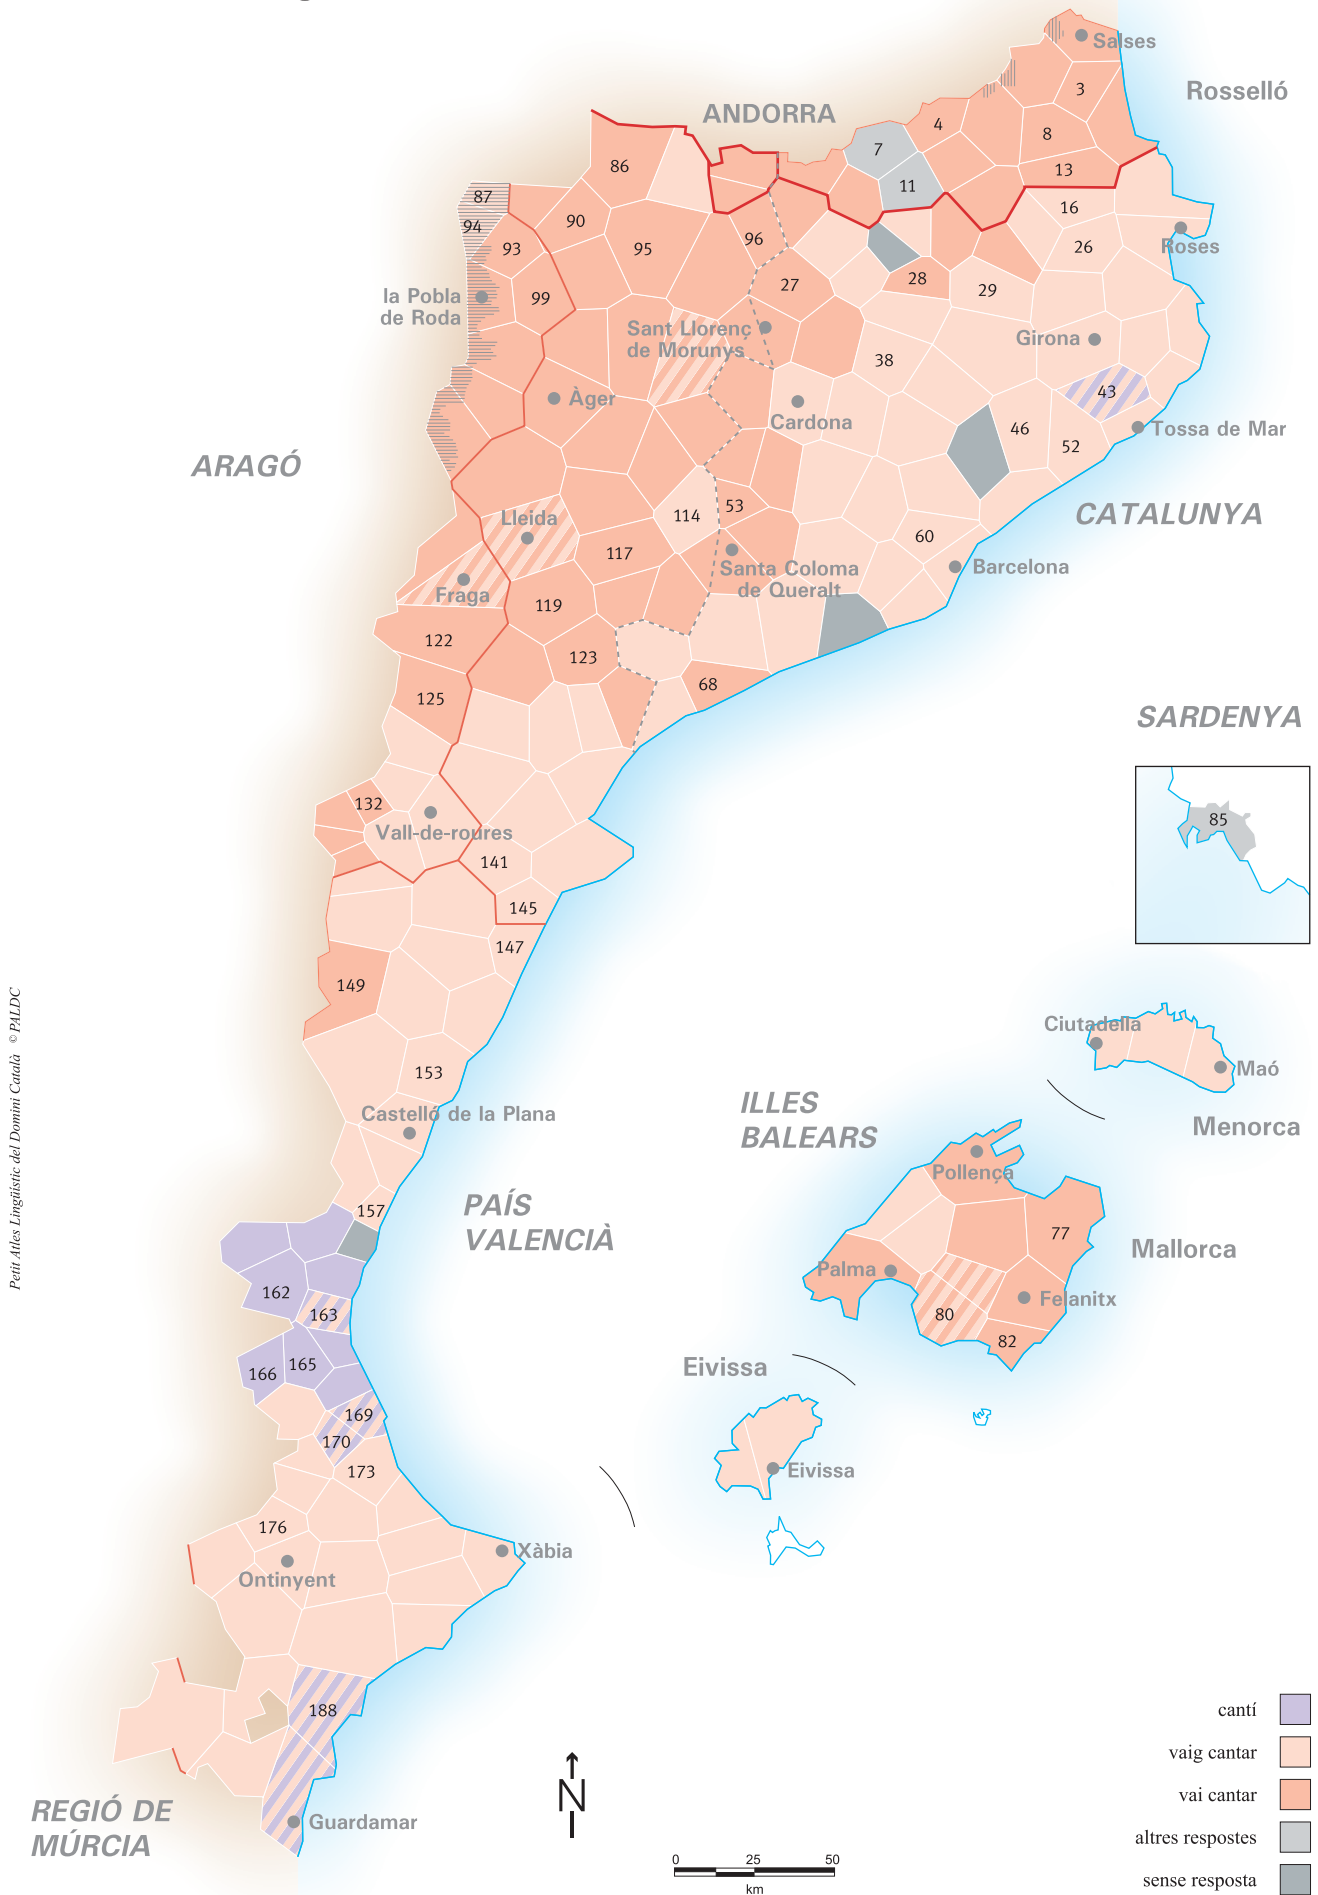 Salses
3
Rosselló
ANDORRA
4
8
7
86
13
11
87
16
94
90
93
95
96
26
Roses
27
28
29
la Pobla
de Roda
99
Sant Llorenç
de Morunys
Girona
38
43
Àger
Cardona
46
Tossa de Mar
52
ARAGÓ
53
114
Lleida
CATALUNYA
60
117
Santa Coloma
de Queralt
Barcelona
Fraga
119
122
123
68
125
SARDENYA
132
85
Vall-de-roures
141
145
147
149
Ciutadella
Maó
153
ILLES
BALEARS
Castelló de la Plana
Menorca
Pollença
157
PAÍS
VALENCIÀ
77
Mallorca
Palma
162
163
80
Felanitx
82
165
166
Eivissa
169
170
173
Eivissa
176
Xàbia
Ontinyent
188
Guardamar
REGIÓ DE
MÚRCIA
Petit Atles Lingüístic del Domini Català © PALDC
N
0 25 50
km
cantí
vaig cantar
vai cantar
altres respostes
sense resposta